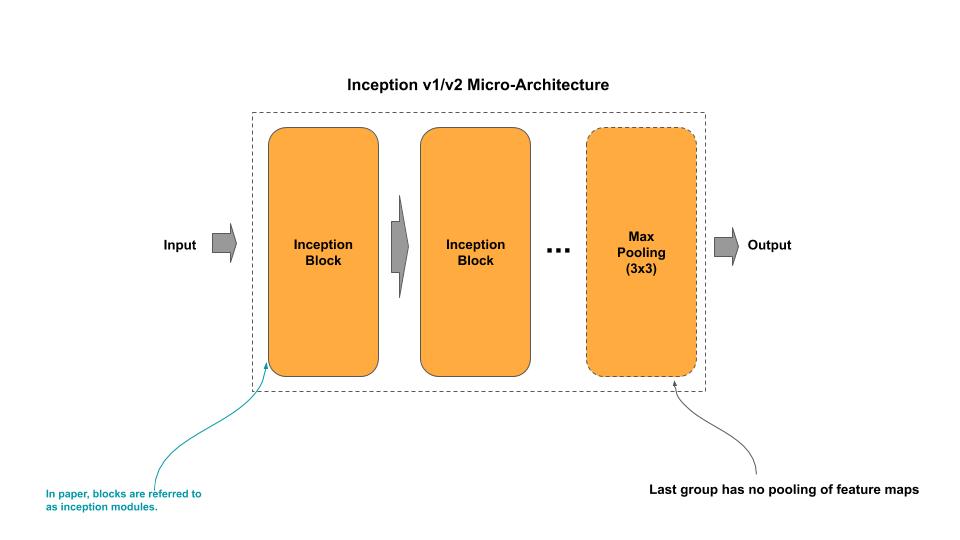 Inception v1/v2 Micro-Architecture
Input
Inception
Block
Inception
Block
...
Max
Pooling
(3x3)
Output
In paper, blocks are referred to
as inception modules.
Last group has no pooling of feature maps